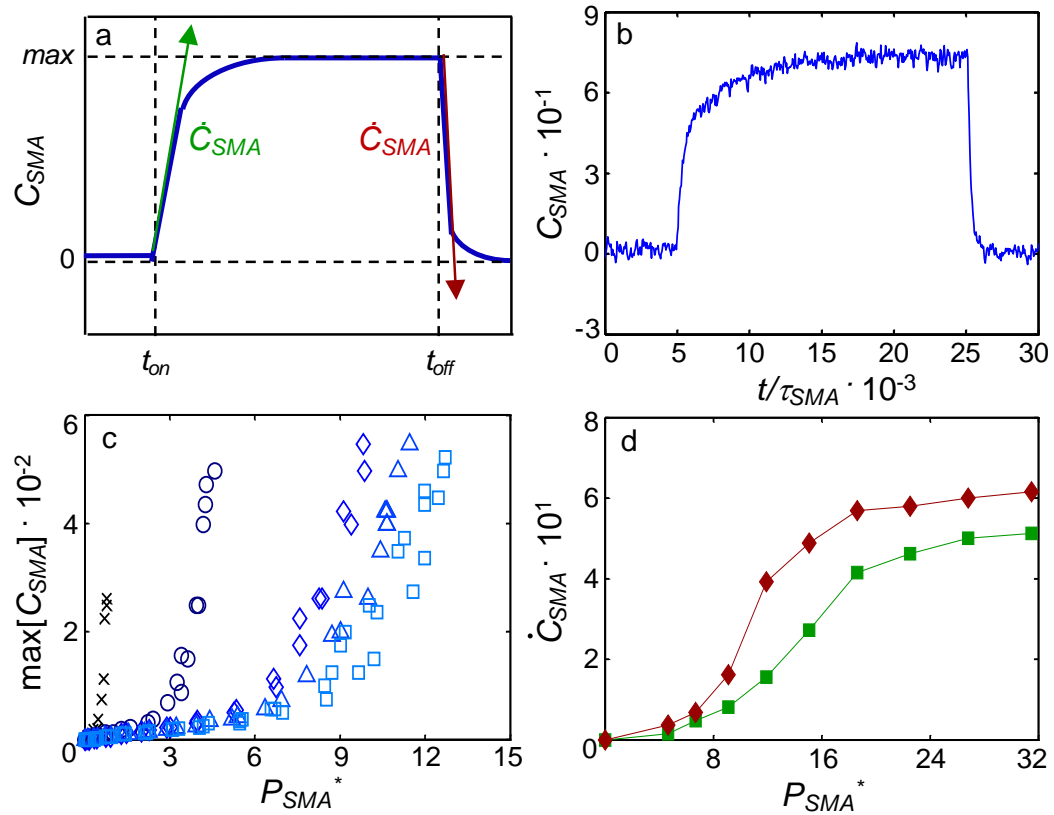 a
max
Ċ_SMA
Ċ_SMA
C_SMA
0
t_on
t_off
b
C_SMA · 10^-1
9
6
3
0
-3
0
5
10
15
20
25
30
t/τ_SMA · 10^-3
c
max[C_SMA] · 10^-2
6
4
2
0
3
6
9
12
15
P_SMA^*
d
Ċ_SMA · 10^1
8
6
4
2
0
8
16
24
32
P_SMA^*